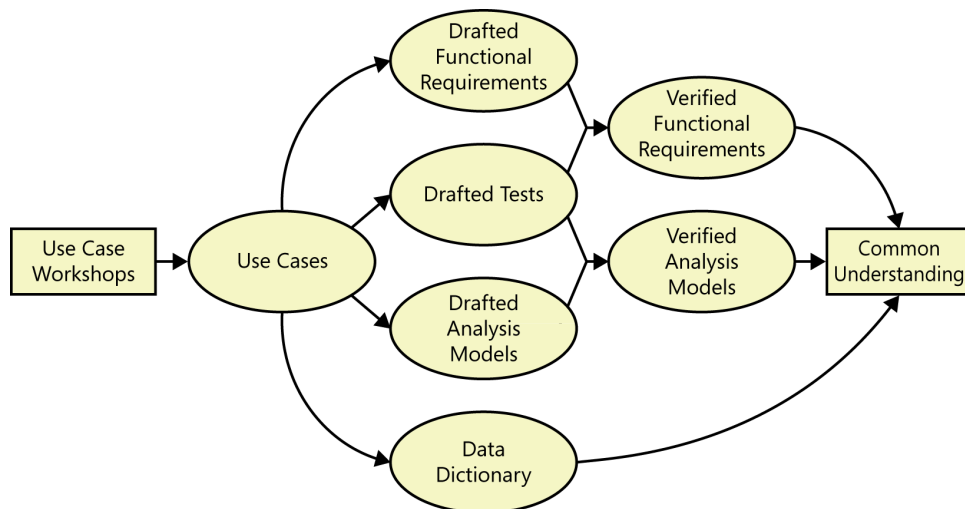 Drafted
Functional
Requirements
Verified
Functional
Requirements
Drafted Tests
Use Case
Workshops
Use Cases
Verified
Analysis
Models
Common
Understanding
Drafted
Analysis
Models
Data
Dictionary